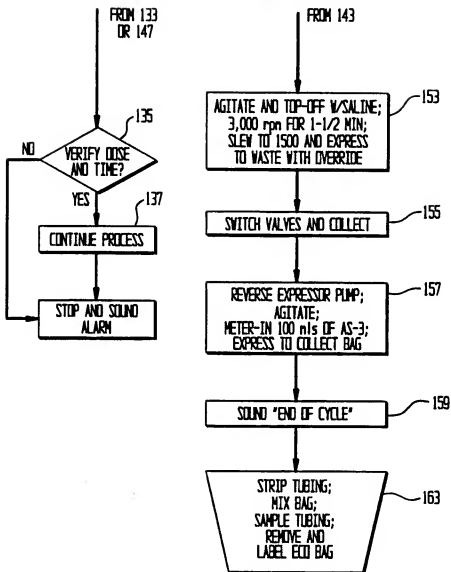 FROM 133
OR 147
135
NO
VERIFY DOSE
AND TIME?
YES
137
CONTINUE PROCESS
STOP AND SOUND
ALARM
FROM 143
153
AGITATE AND TOP-OFF W/SALINE;
3,000 rpm FOR 1-1/2 MIN;
SLEW TO 1500 AND EXPRESS
TO WASTE WITH OVERRIDE
155
SWITCH VALVES AND COLLECT
157
REVERSE EXPRESSOR PUMP;
AGITATE;
METER-IN 100 mls OF AS-3;
EXPRESS TO COLLECT BAG
159
SOUND "END OF CYCLE"
163
STRIP TUBING;
MIX BAG;
SAMPLE TUBING;
REMOVE AND
LABEL ECO BAG